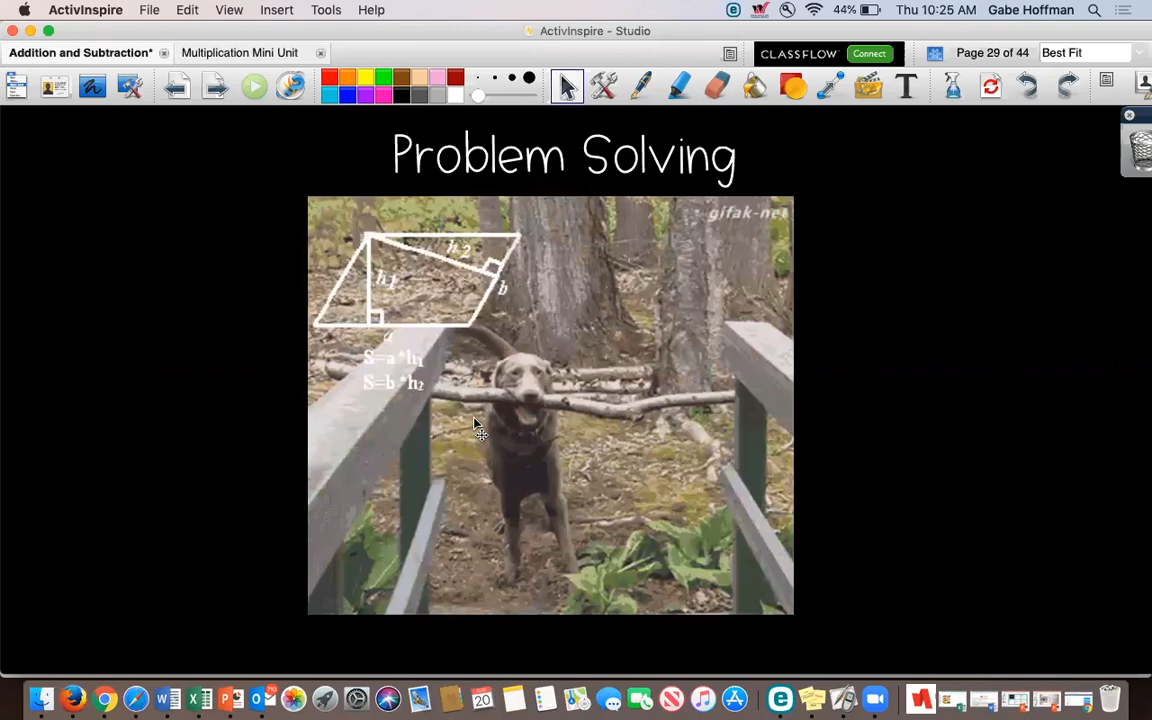 ActivInspire File Edit View Insert Tools Help 44% Thu 10:25 AM Gabe Hoffman
ActivInspire - Studio
Addition and Subtraction* Multiplication Mini Unit CLASSFLOW Connect Page 29 of 44 Best Fit
T
Problem Solving
gifak-net
h2
h1
b
a
S=a*h1
S=b*h2
20